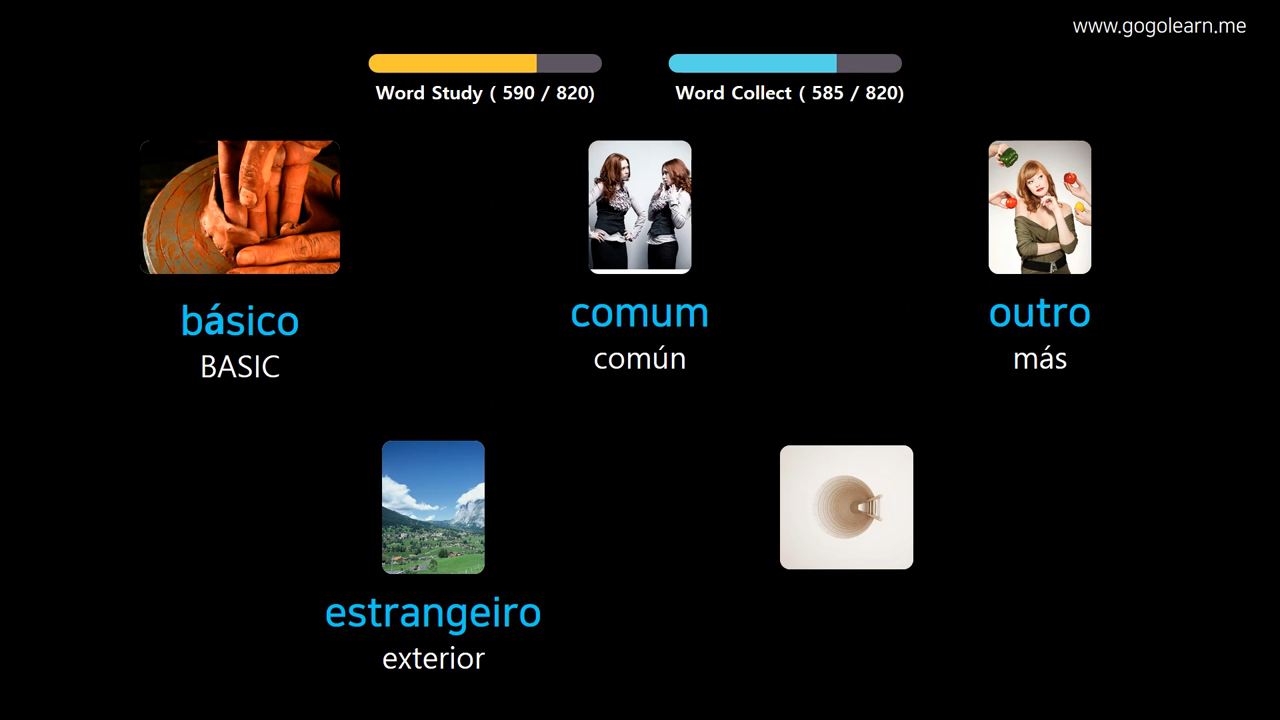 www.gogolearn.me
Word Study ( 590 / 820)
Word Collect ( 585 / 820)
básico
BASIC
comum
común
outro
más
estrangeiro
exterior